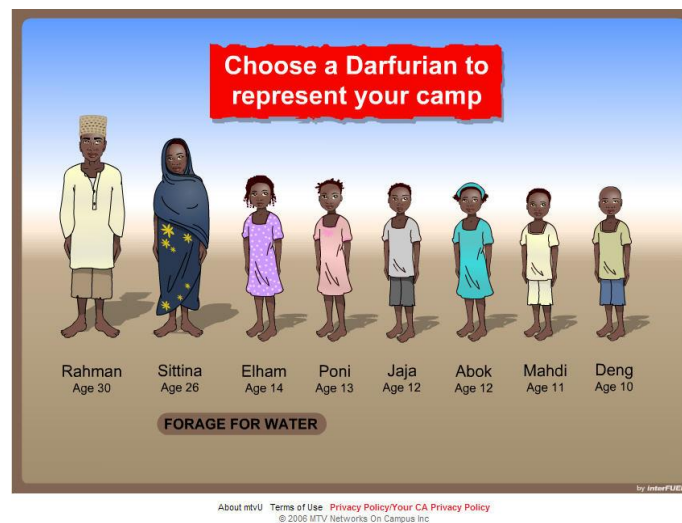 Choose a Darfurian to
represent your camp
Rahman Sittina Elham Poni Jaja Abok Mahdi Deng
Age 30 Age 26 Age 14 Age 13 Age 12 Age 12 Age 11 Age 10
FORAGE FOR WATER
by interFUEL
About mtvU Terms of Use Privacy Policy/Your CA Privacy Policy
© 2006 MTV Networks On Campus Inc